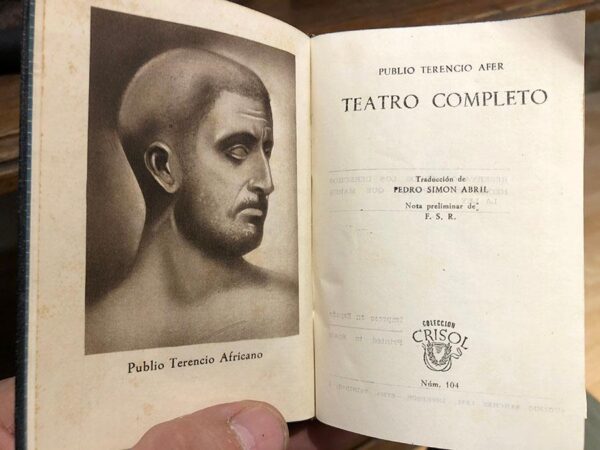 Publio Terencio Africano
PUBLIO TERENCIO AFER
TEATRO COMPLETO
Traducción de
PEDRO SIMON ABRIL
Nota preliminar de
F. S. R.
COLECCION
CRISOL
Núm. 104